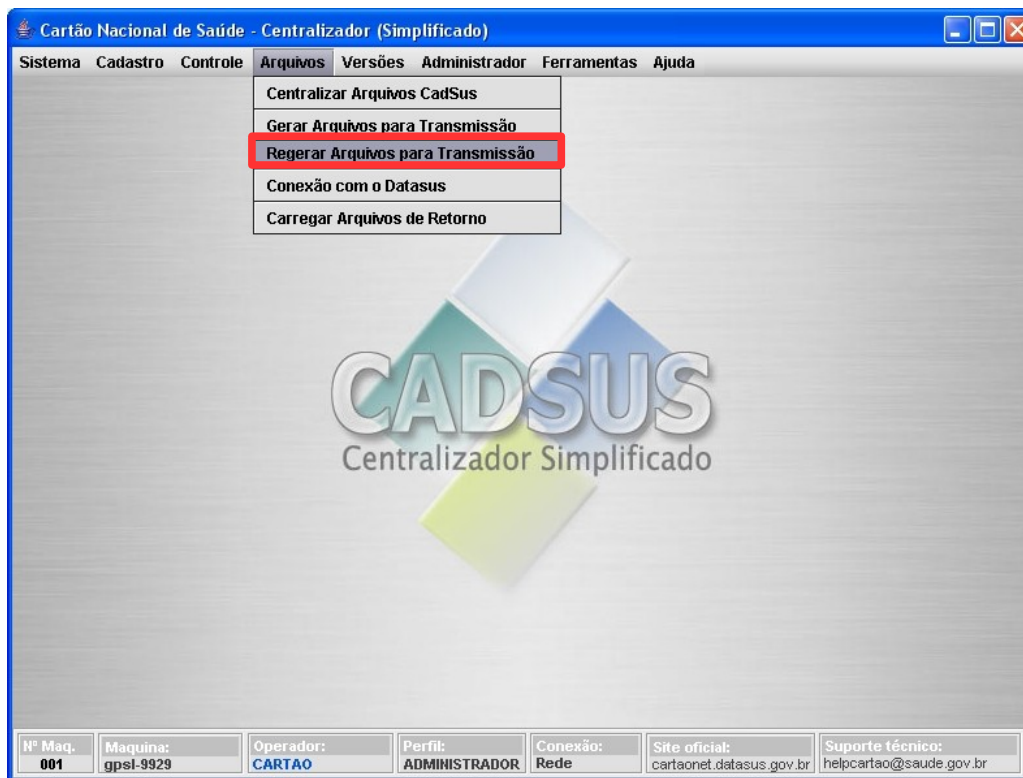 Cartão Nacional de Saúde - Centralizador (Simplificado)
Sistema Cadastro Controle Arquivos Versões Administrador Ferramentas Ajuda
Centralizar Arquivos CadSus
Gerar Arquivos para Transmissão
Regerar Arquivos para Transmissão
Conexão com o Datasus
Carregar Arquivos de Retorno
CADSUS
Centralizador Simplificado
Nº Maq. Maquina: Operador: Perfil: Conexão: Site oficial: Suporte técnico:
001 gpsl-9929 CARTAO ADMINISTRADOR Rede cartaonet.datasus.gov.br helpcartao@saude.gov.br